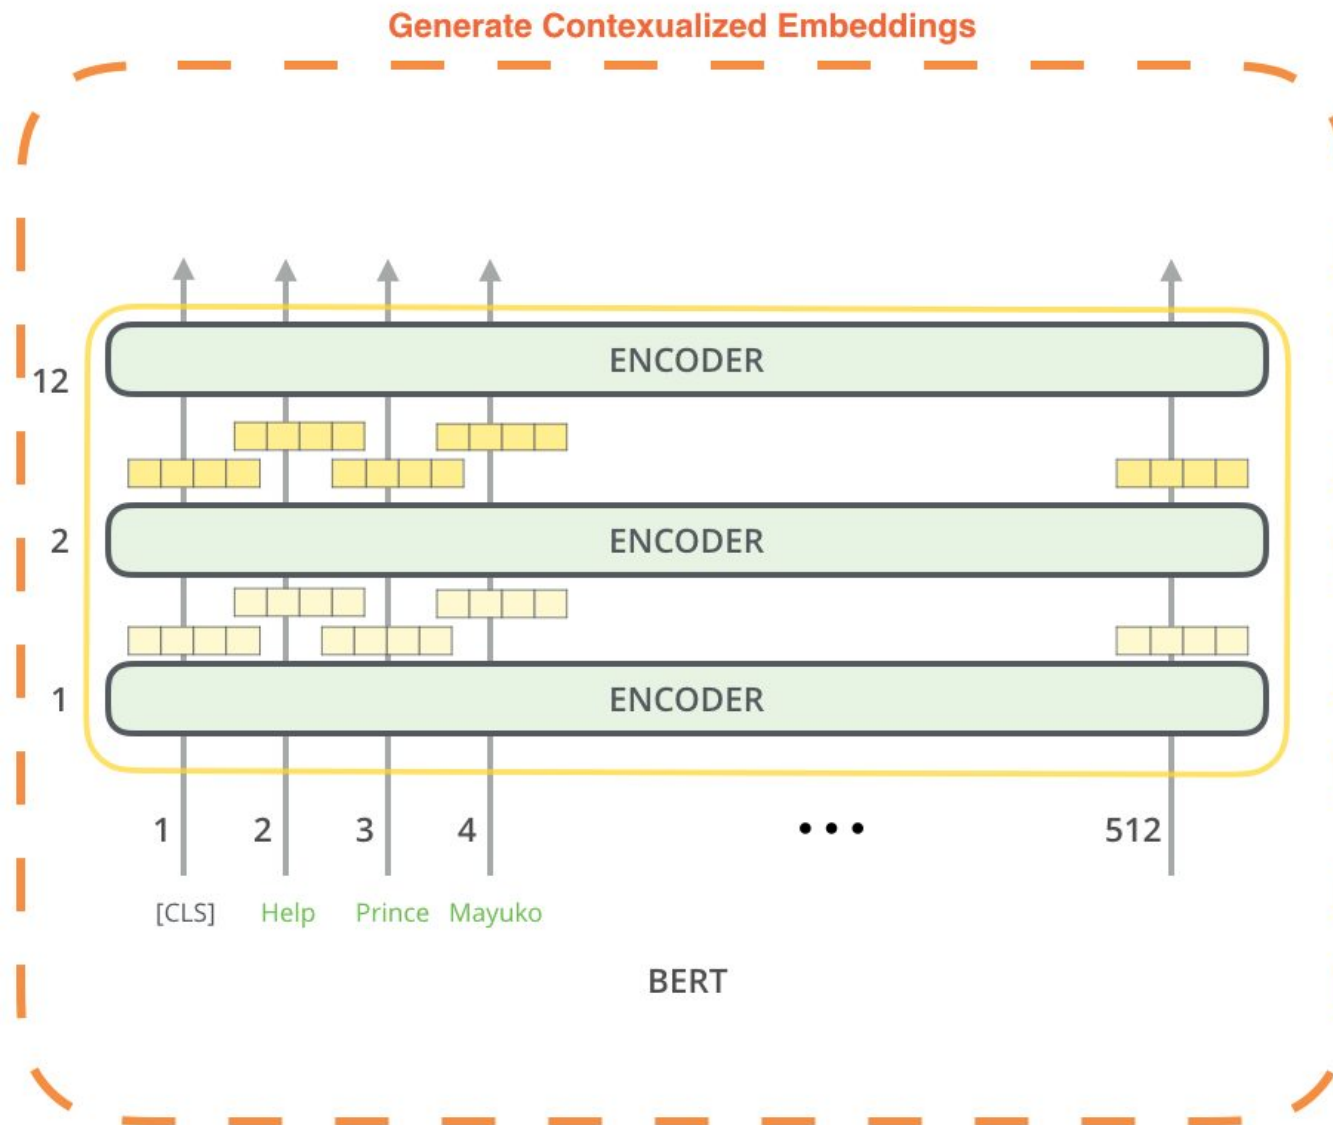 Generate Contexualized Embeddings
12 ENCODER
2 ENCODER
1 ENCODER
1 2 3 4 ••• 512
[CLS] Help Prince Mayuko
BERT